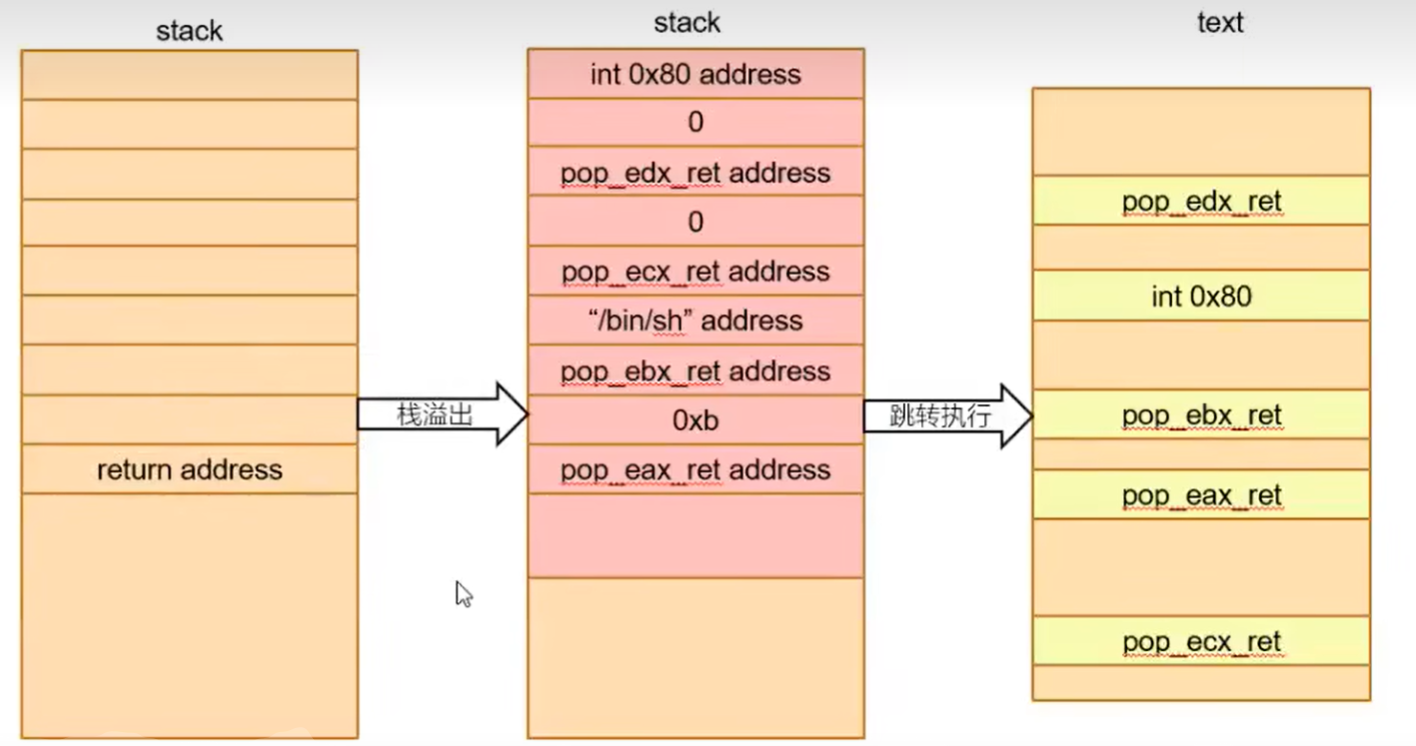 stack
return address
栈溢出
stack
int 0x80 address
0
pop_edx_ret address
0
pop_ecx_ret address
“/bin/sh” address
pop_ebx_ret address
0xb
pop_eax_ret address
跳转执行
text
pop_edx_ret
int 0x80
pop_ebx_ret
pop_eax_ret
pop_ecx_ret